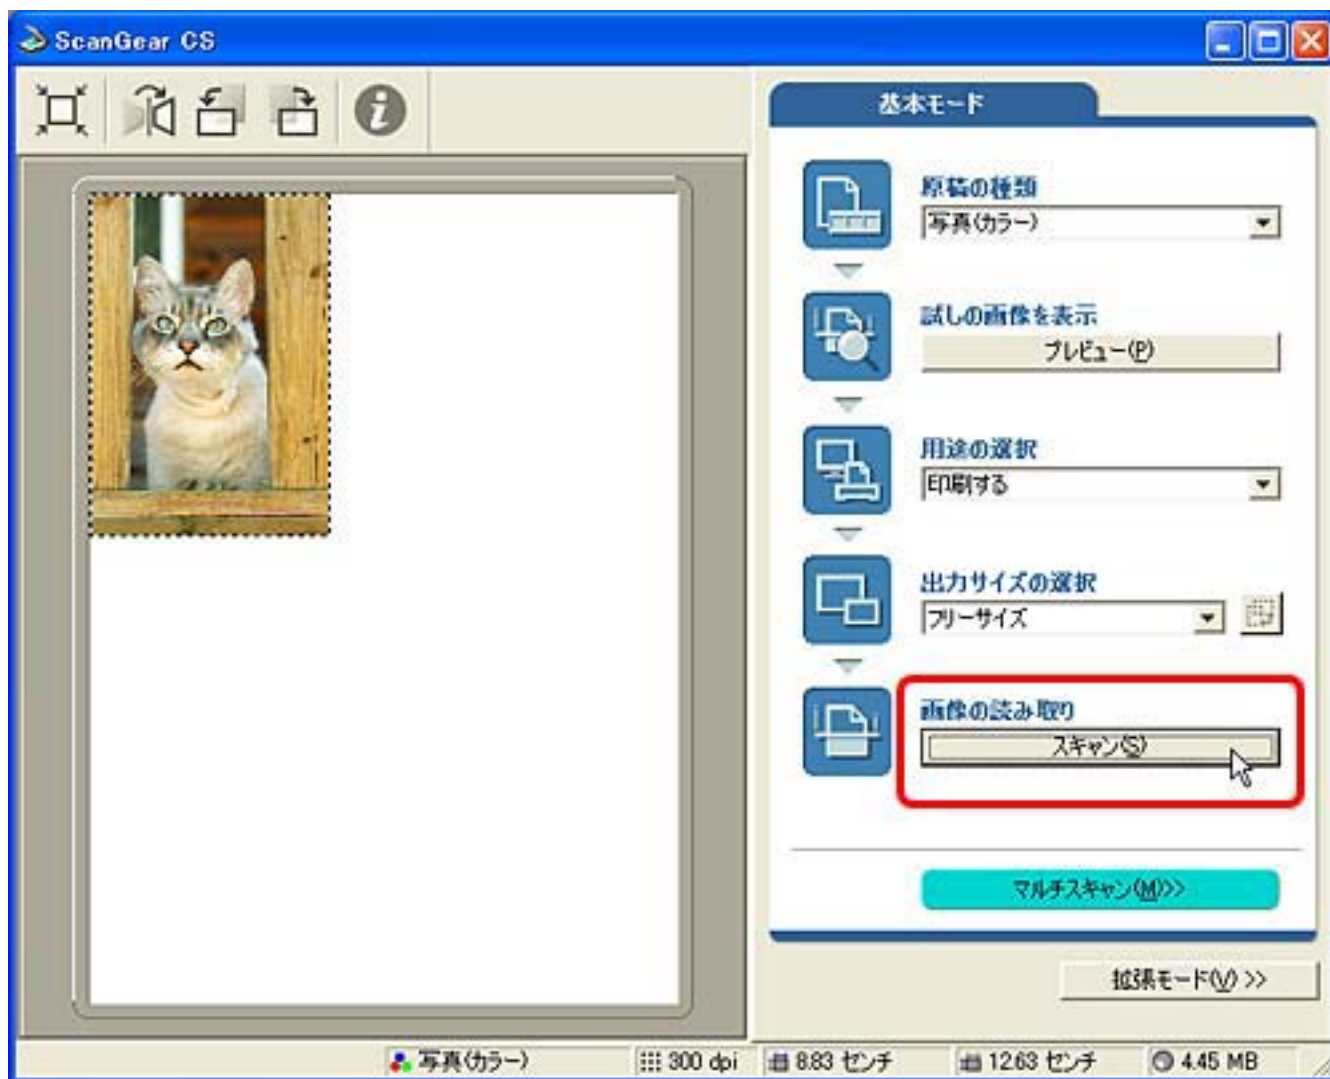 ScanGear CS
基本モード
原稿の種類
写真(カラー)
試しの画像を表示
プレビュー(P)
用途の選択
印刷する
出力サイズの選択
フリーサイズ
画像の読み取り
スキャン(S)
マルチスキャン(M)>>
拡張モード(V) >>
写真(カラー) 300 dpi 8.83 センチ 12.63 センチ 4.45 MB